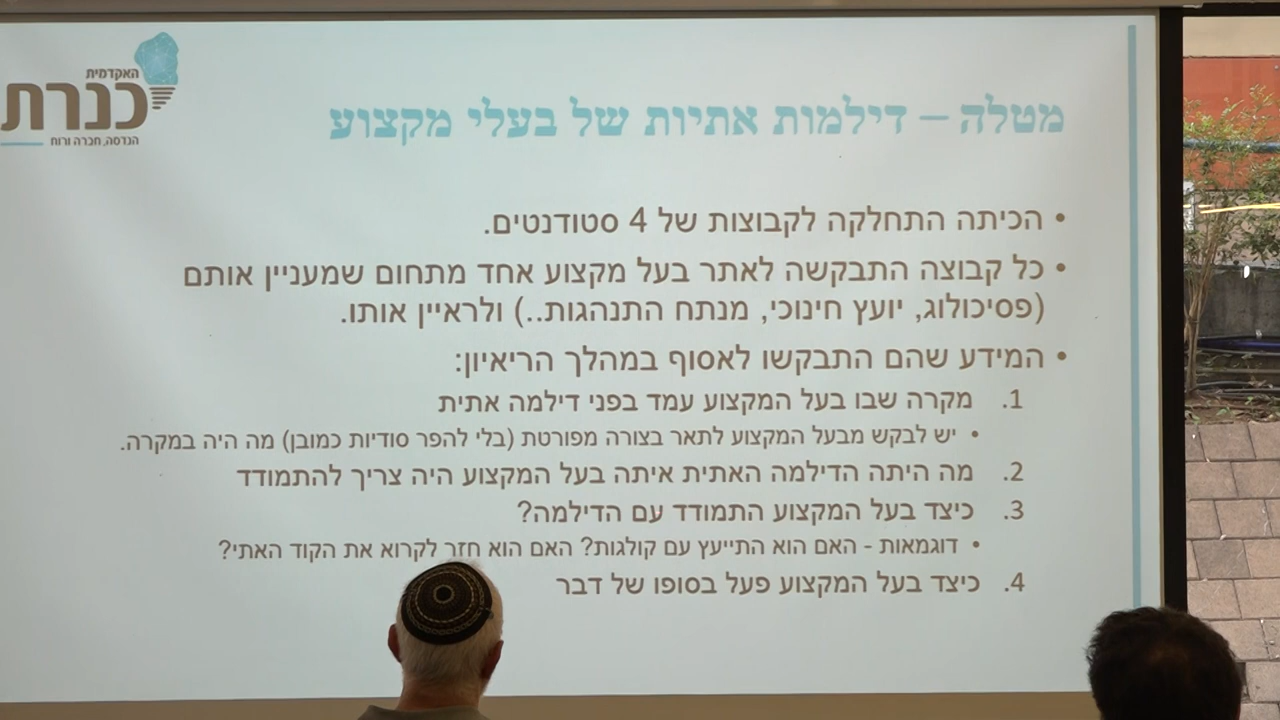 האקדמית
כנרת
הנדסה, חברה ורוח
מטלה – דילמות אתיות של בעלי מקצוע
• הכיתה התחלקה לקבוצות של 4 סטודנטים.
• כל קבוצה התבקשה לאתר בעל מקצוע אחד מתחום שמעניין אותם
(פסיכולוג, יועץ חינוכי, מנתח התנהגות..) ולראיין אותו.
• המידע שהם התבקשו לאסוף במהלך הריאיון:
1. מקרה שבו בעל המקצוע עמד בפני דילמה אתית
• יש לבקש מבעל המקצוע לתאר בצורה מפורטת (בלי להפר סודיות כמובן) מה היה במקרה.
2. מה היתה הדילמה האתית איתה בעל המקצוע היה צריך להתמודד
3. כיצד בעל המקצוע התמודד עם הדילמה?
• דוגמאות - האם הוא התייעץ עם קולגות? האם הוא חזר לקרוא את הקוד האתי?
4. כיצד בעל המקצוע פעל בסופו של דבר